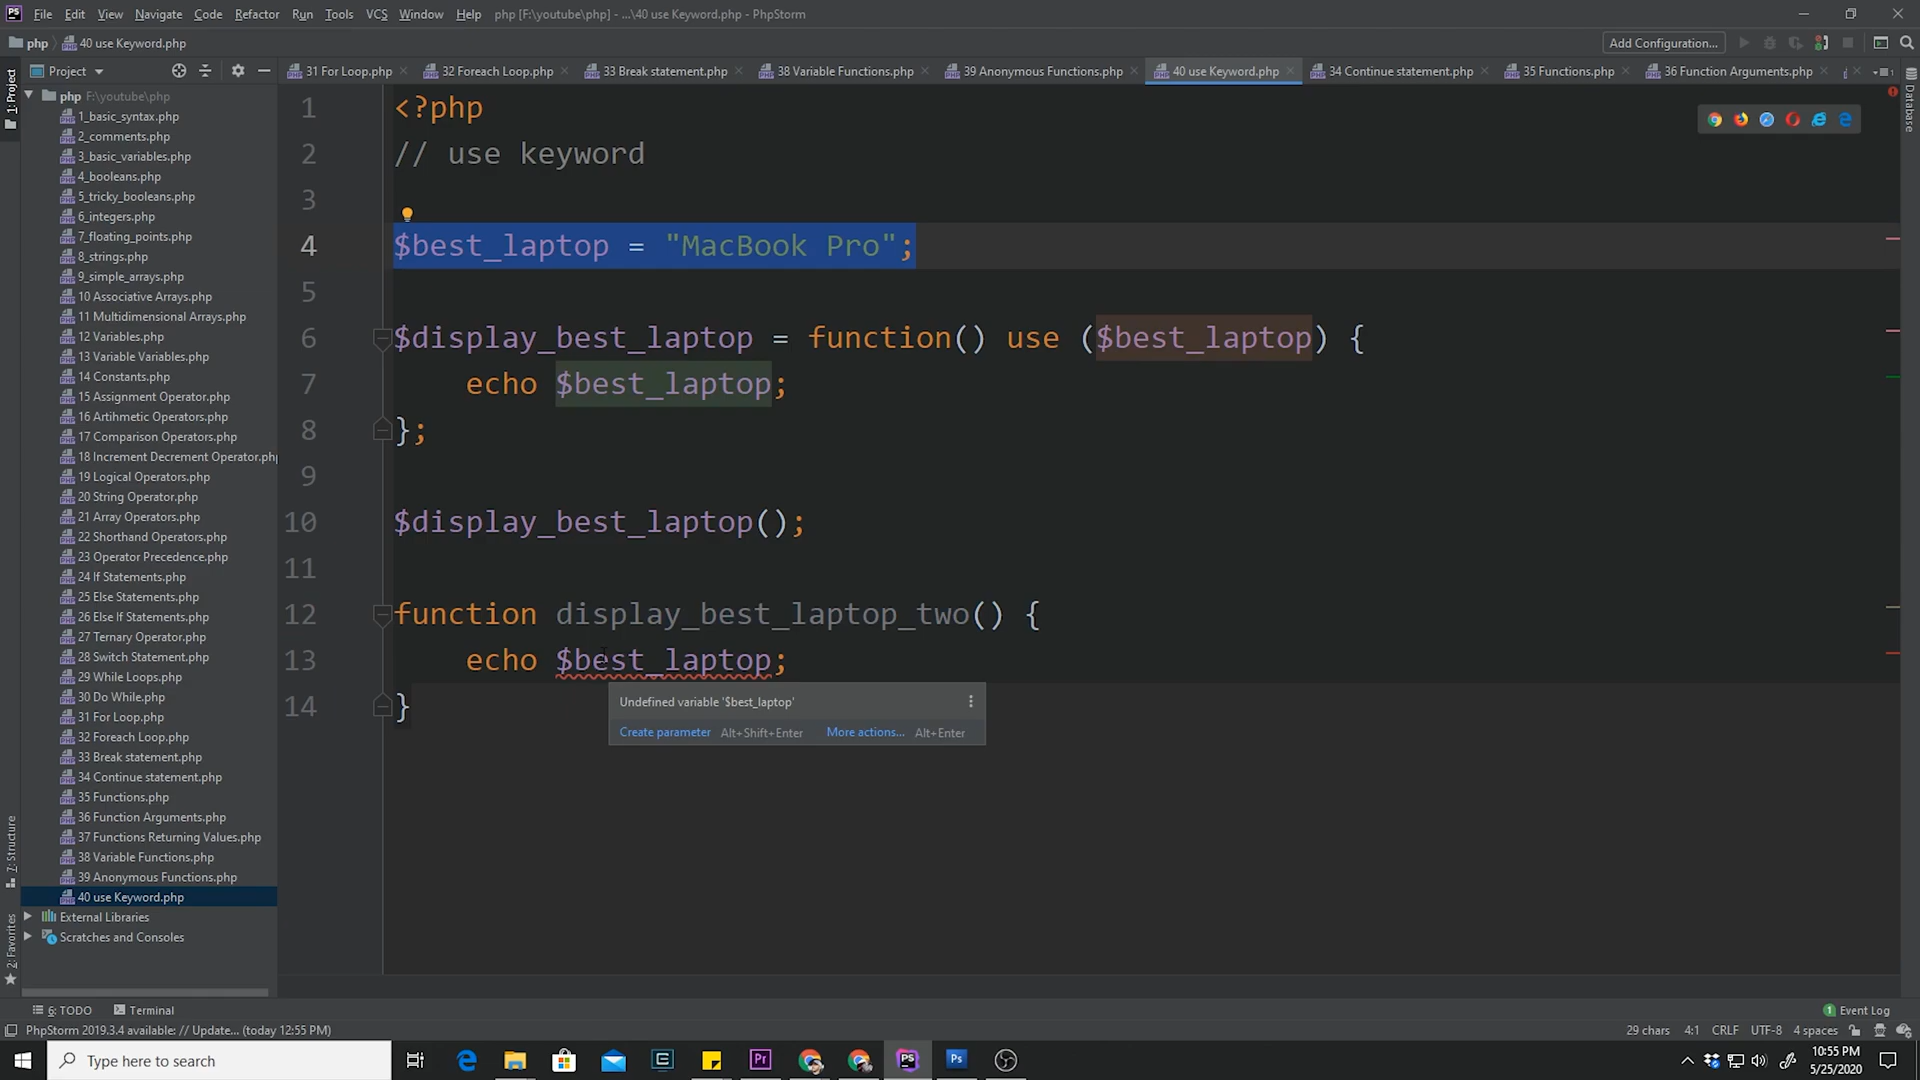 PS File Edit View Navigate Code Refactor Run Tools VCS Window Help php [F:\youtube\php] - ...\40 use Keyword.php - PhpStorm
php 40 use Keyword.php Add Configuration...
Project 31 For Loop.php 32 Foreach Loop.php 33 Break statement.php 38 Variable Functions.php 39 Anonymous Functions.php 40 use Keyword.php 34 Continue statement.php 35 Functions.php 36 Function Arguments.php
1: Project
Database
php F:\youtube\php
1_basic_syntax.php
2_comments.php
3_basic_variables.php
4_booleans.php
5_tricky_booleans.php
6_integers.php
7_floating_points.php
8_strings.php
9_simple_arrays.php
10 Associative Arrays.php
11 Multidimensional Arrays.php
12 Variables.php
13 Variable Variables.php
14 Constants.php
15 Assignment Operator.php
16 Artihmetic Operators.php
17 Comparison Operators.php
18 Increment Decrement Operator.php
19 Logical Operators.php
20 String Operator.php
21 Array Operators.php
22 Shorthand Operators.php
23 Operator Precedence.php
24 If Statements.php
25 Else Statements.php
26 Else If Statements.php
27 Ternary Operator.php
28 Switch Statement.php
29 While Loops.php
30 Do While.php
31 For Loop.php
32 Foreach Loop.php
33 Break statement.php
34 Continue statement.php
35 Functions.php
36 Function Arguments.php
37 Functions Returning Values.php
38 Variable Functions.php
39 Anonymous Functions.php
40 use Keyword.php
External Libraries
Scratches and Consoles
7: Structure
2: Favorites
1 <?php
2 // use keyword
3
4 $best_laptop = "MacBook Pro";
5
6 $display_best_laptop = function() use ($best_laptop) {
7 echo $best_laptop;
8 };
9
10 $display_best_laptop();
11
12 function display_best_laptop_two() {
13 echo $best_laptop;
14 }
Undefined variable '$best_laptop'
Create parameter Alt+Shift+Enter More actions... Alt+Enter
6: TODO Terminal 1 Event Log
PhpStorm 2019.3.4 available: // Update... (today 12:55 PM) 29 chars 4:1 CRLF UTF-8 4 spaces
Type here to search Pr PS Ps 10:55 PM
5/25/2020